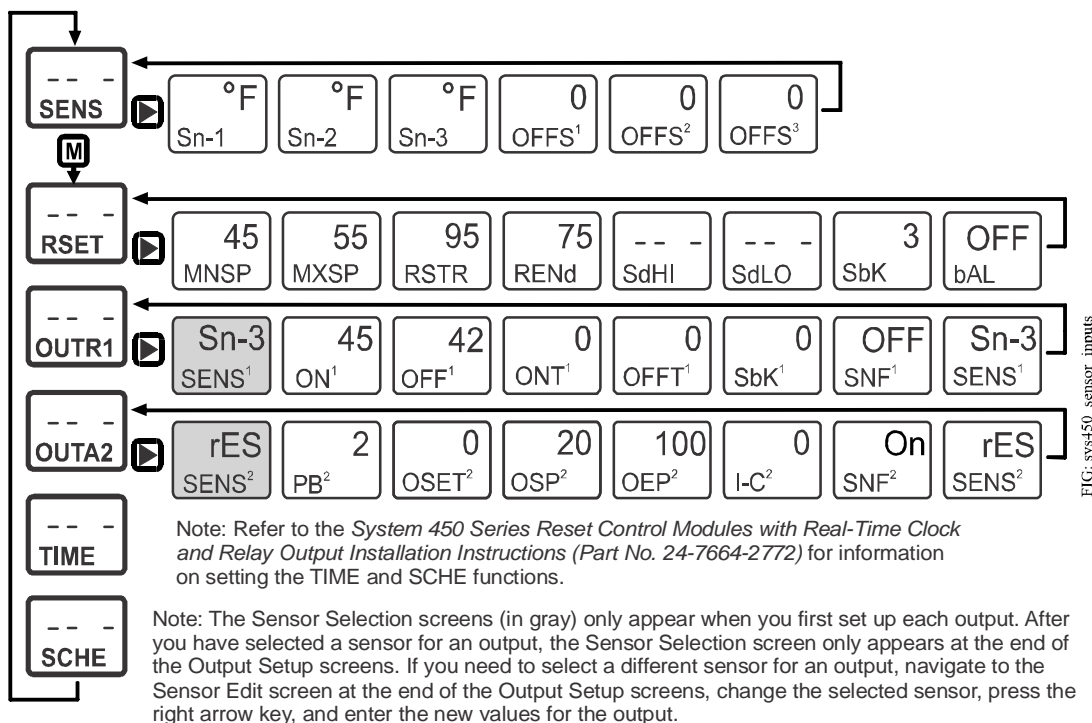 -- -
SENS
°F
Sn-1
°F
Sn-2
°F
Sn-3
0
OFFS¹
0
OFFS²
0
OFFS³
M
-- -
RSET
45
MNSP
55
MXSP
95
RSTR
75
RENd
-- -
SdHI
-- -
SdLO
3
SbK
OFF
bAL
-- -
OUTR1
Sn-3
SENS¹
45
ON¹
42
OFF¹
0
ONT¹
0
OFFT¹
0
SbK¹
OFF
SNF¹
Sn-3
SENS¹
-- -
OUTA2
rES
SENS²
2
PB²
0
OSET²
20
OSP²
100
OEP²
0
I-C²
On
SNF²
rES
SENS²
-- -
TIME
-- -
SCHE
Note: Refer to the System 450 Series Reset Control Modules with Real-Time Clock
and Relay Output Installation Instructions (Part No. 24-7664-2772) for information
on setting the TIME and SCHE functions.
Note: The Sensor Selection screens (in gray) only appear when you first set up each output. After
you have selected a sensor for an output, the Sensor Selection screen only appears at the end of
the Output Setup screens. If you need to select a different sensor for an output, navigate to the
Sensor Edit screen at the end of the Output Setup screens, change the selected sensor, press the
right arrow key, and enter the new values for the output.
FIG: sys450_sensor_inputs